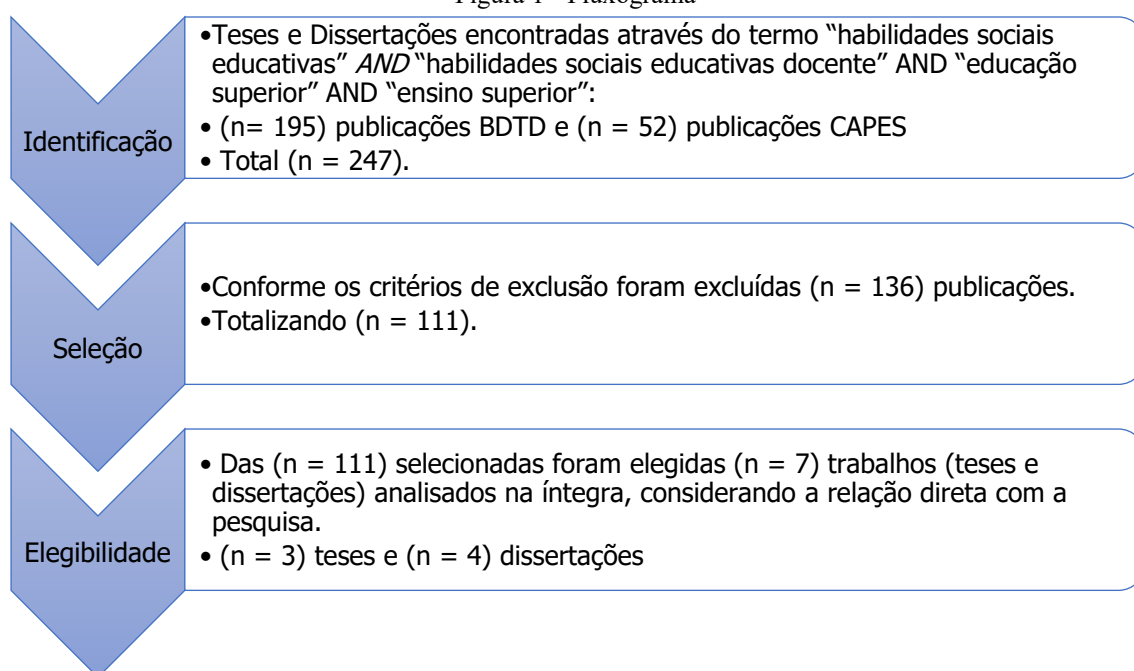 Figura 1 - Fluxograma
•Teses e Dissertações encontradas através do termo “habilidades sociais
educativas” AND “habilidades sociais educativas docente” AND “educação
superior” AND “ensino superior”:
• (n= 195) publicações BDTD e (n = 52) publicações CAPES
• Total (n = 247).
Identificação
•Conforme os critérios de exclusão foram excluídas (n = 136) publicações.
•Totalizando (n = 111).
Seleção
• Das (n = 111) selecionadas foram elegidas (n = 7) trabalhos (teses e
dissertações) analisados na íntegra, considerando a relação direta com a
pesquisa.
• (n = 3) teses e (n = 4) dissertações
Elegibilidade